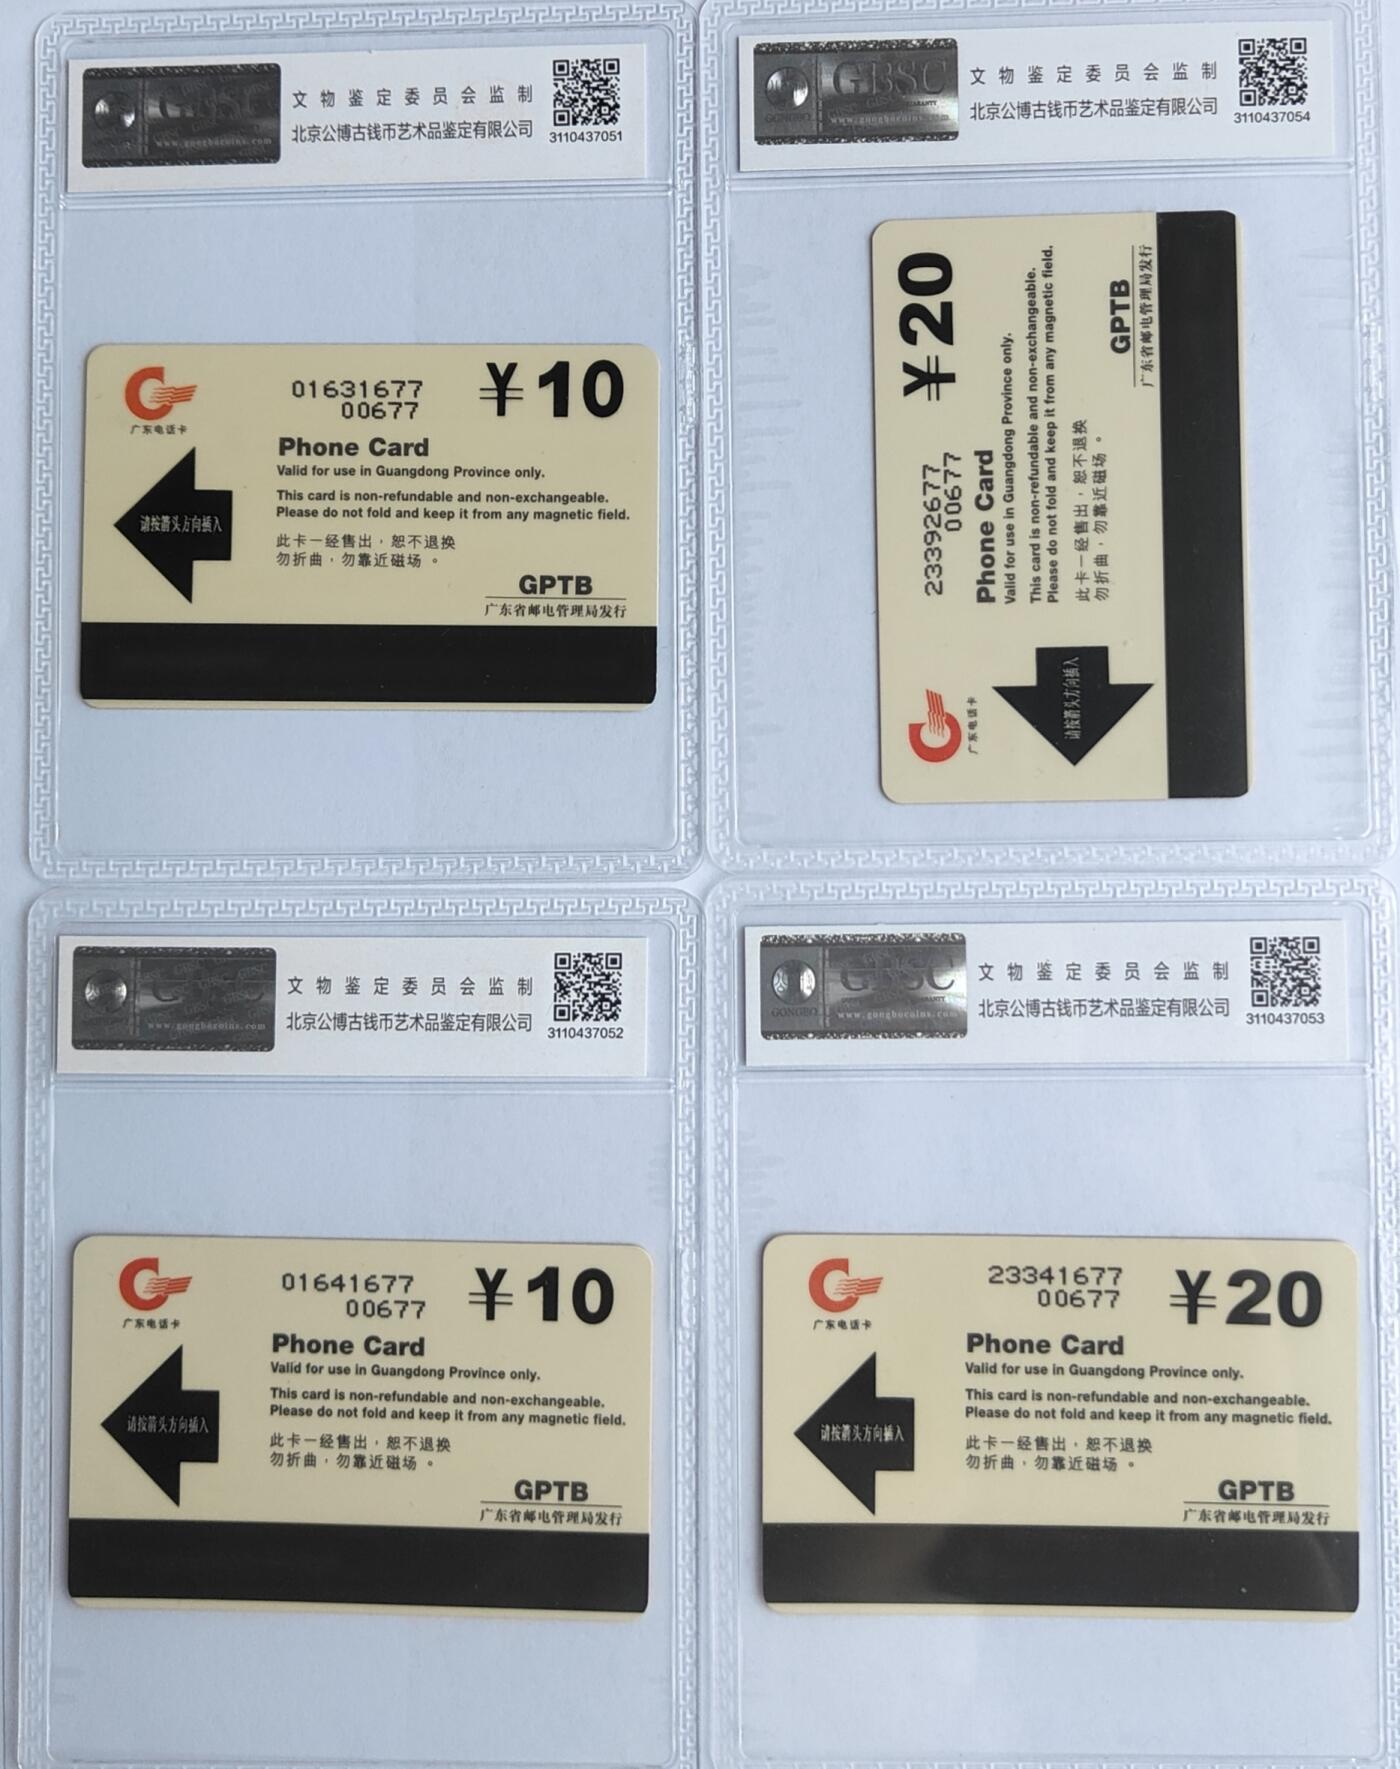 GBSC
www.gongbocoins.com
文物鉴定委员会监制
北京公博古钱币艺术品鉴定有限公司
3110437051
广东电话卡
01631677
00677
¥10
Phone Card
Valid for use in Guangdong Province only.
This card is non-refundable and non-exchangeable.
Please do not fold and keep it from any magnetic field.
请按箭头方向插入
此卡一经售出，恕不退换
勿折曲，勿靠近磁场。
GPTB
广东省邮电管理局发行
GONGBO
GBSC
www.gongbocoins.com
文物鉴定委员会监制
北京公博古钱币艺术品鉴定有限公司
3110437054
广东电话卡
23392677
00677
¥20
Phone Card
Valid for use in Guangdong Province only.
This card is non-refundable and non-exchangeable.
Please do not fold and keep it from any magnetic field.
请按箭头方向插入
此卡一经售出，恕不退换
勿折曲，勿靠近磁场。
GPTB
广东省邮电管理局发行
GBSC
www.gongbocoins.com
文物鉴定委员会监制
北京公博古钱币艺术品鉴定有限公司
3110437052
广东电话卡
01641677
00677
¥10
Phone Card
Valid for use in Guangdong Province only.
This card is non-refundable and non-exchangeable.
Please do not fold and keep it from any magnetic field.
请按箭头方向插入
此卡一经售出，恕不退换
勿折曲，勿靠近磁场。
GPTB
广东省邮电管理局发行
GONGBO
GBSC
www.gongbocoins.com
文物鉴定委员会监制
北京公博古钱币艺术品鉴定有限公司
3110437053
广东电话卡
23341677
00677
¥20
Phone Card
Valid for use in Guangdong Province only.
This card is non-refundable and non-exchangeable.
Please do not fold and keep it from any magnetic field.
请按箭头方向插入
此卡一经售出，恕不退换
勿折曲，勿靠近磁场。
GPTB
广东省邮电管理局发行